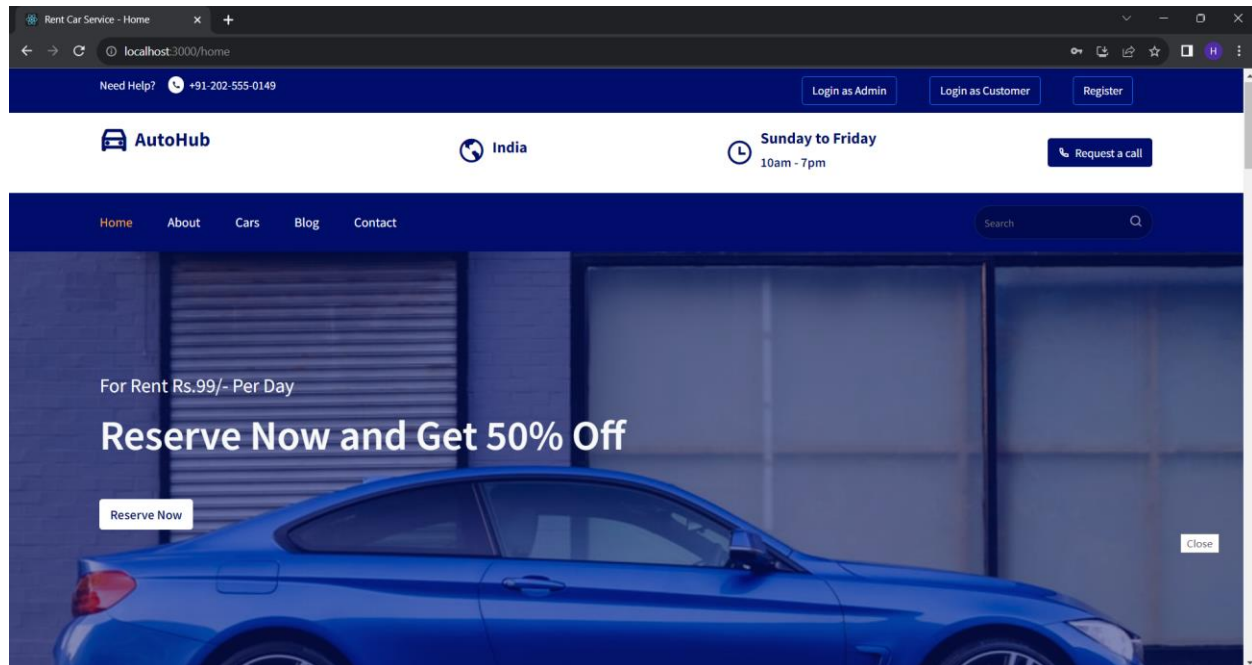 Rent Car Service - Home
localhost:3000/home
H
Need Help? +91-202-555-0149
Login as Admin
Login as Customer
Register
AutoHub
India
Sunday to Friday
10am - 7pm
Request a call
Home About Cars Blog Contact
Search
For Rent Rs.99/- Per Day
Reserve Now and Get 50% Off
Reserve Now
Close